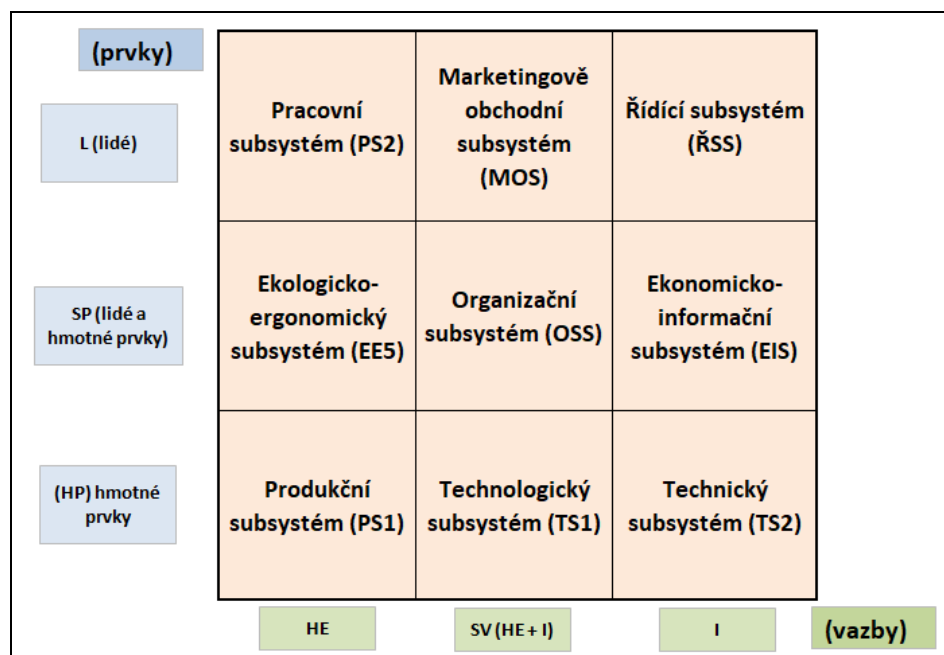 (prvky)
L (lidé)
Pracovní
subsystém (PS2)
Marketingově
obchodní
subsystém
(MOS)
Řídící subsystém
(ŘSS)
SP (lidé a
hmotné prvky)
Ekologicko-
ergonomický
subsystém (EE5)
Organizační
subsystém (OSS)
Ekonomicko-
informační
subsystém (EIS)
(HP) hmotné
prvky
Produkční
subsystém (PS1)
Technologický
subsystém (TS1)
Technický
subsystém (TS2)
HE
SV (HE + I)
I
(vazby)